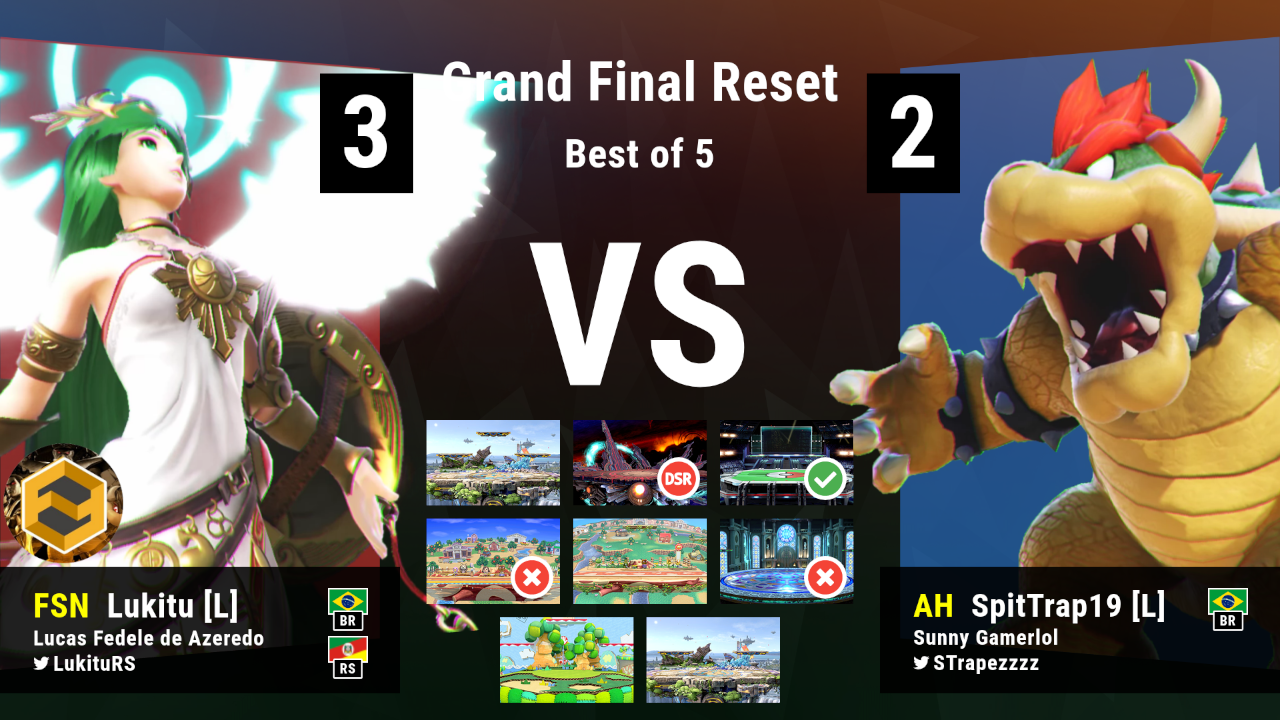 Grand Final Reset
3
2
Best of 5
VS
DSR
FSN Lukitu [L]
BR
Lucas Fedele de Azeredo
LukituRS
RS
AH SpitTrap19 [L]
BR
Sunny Gamerlol
STrapezzzz